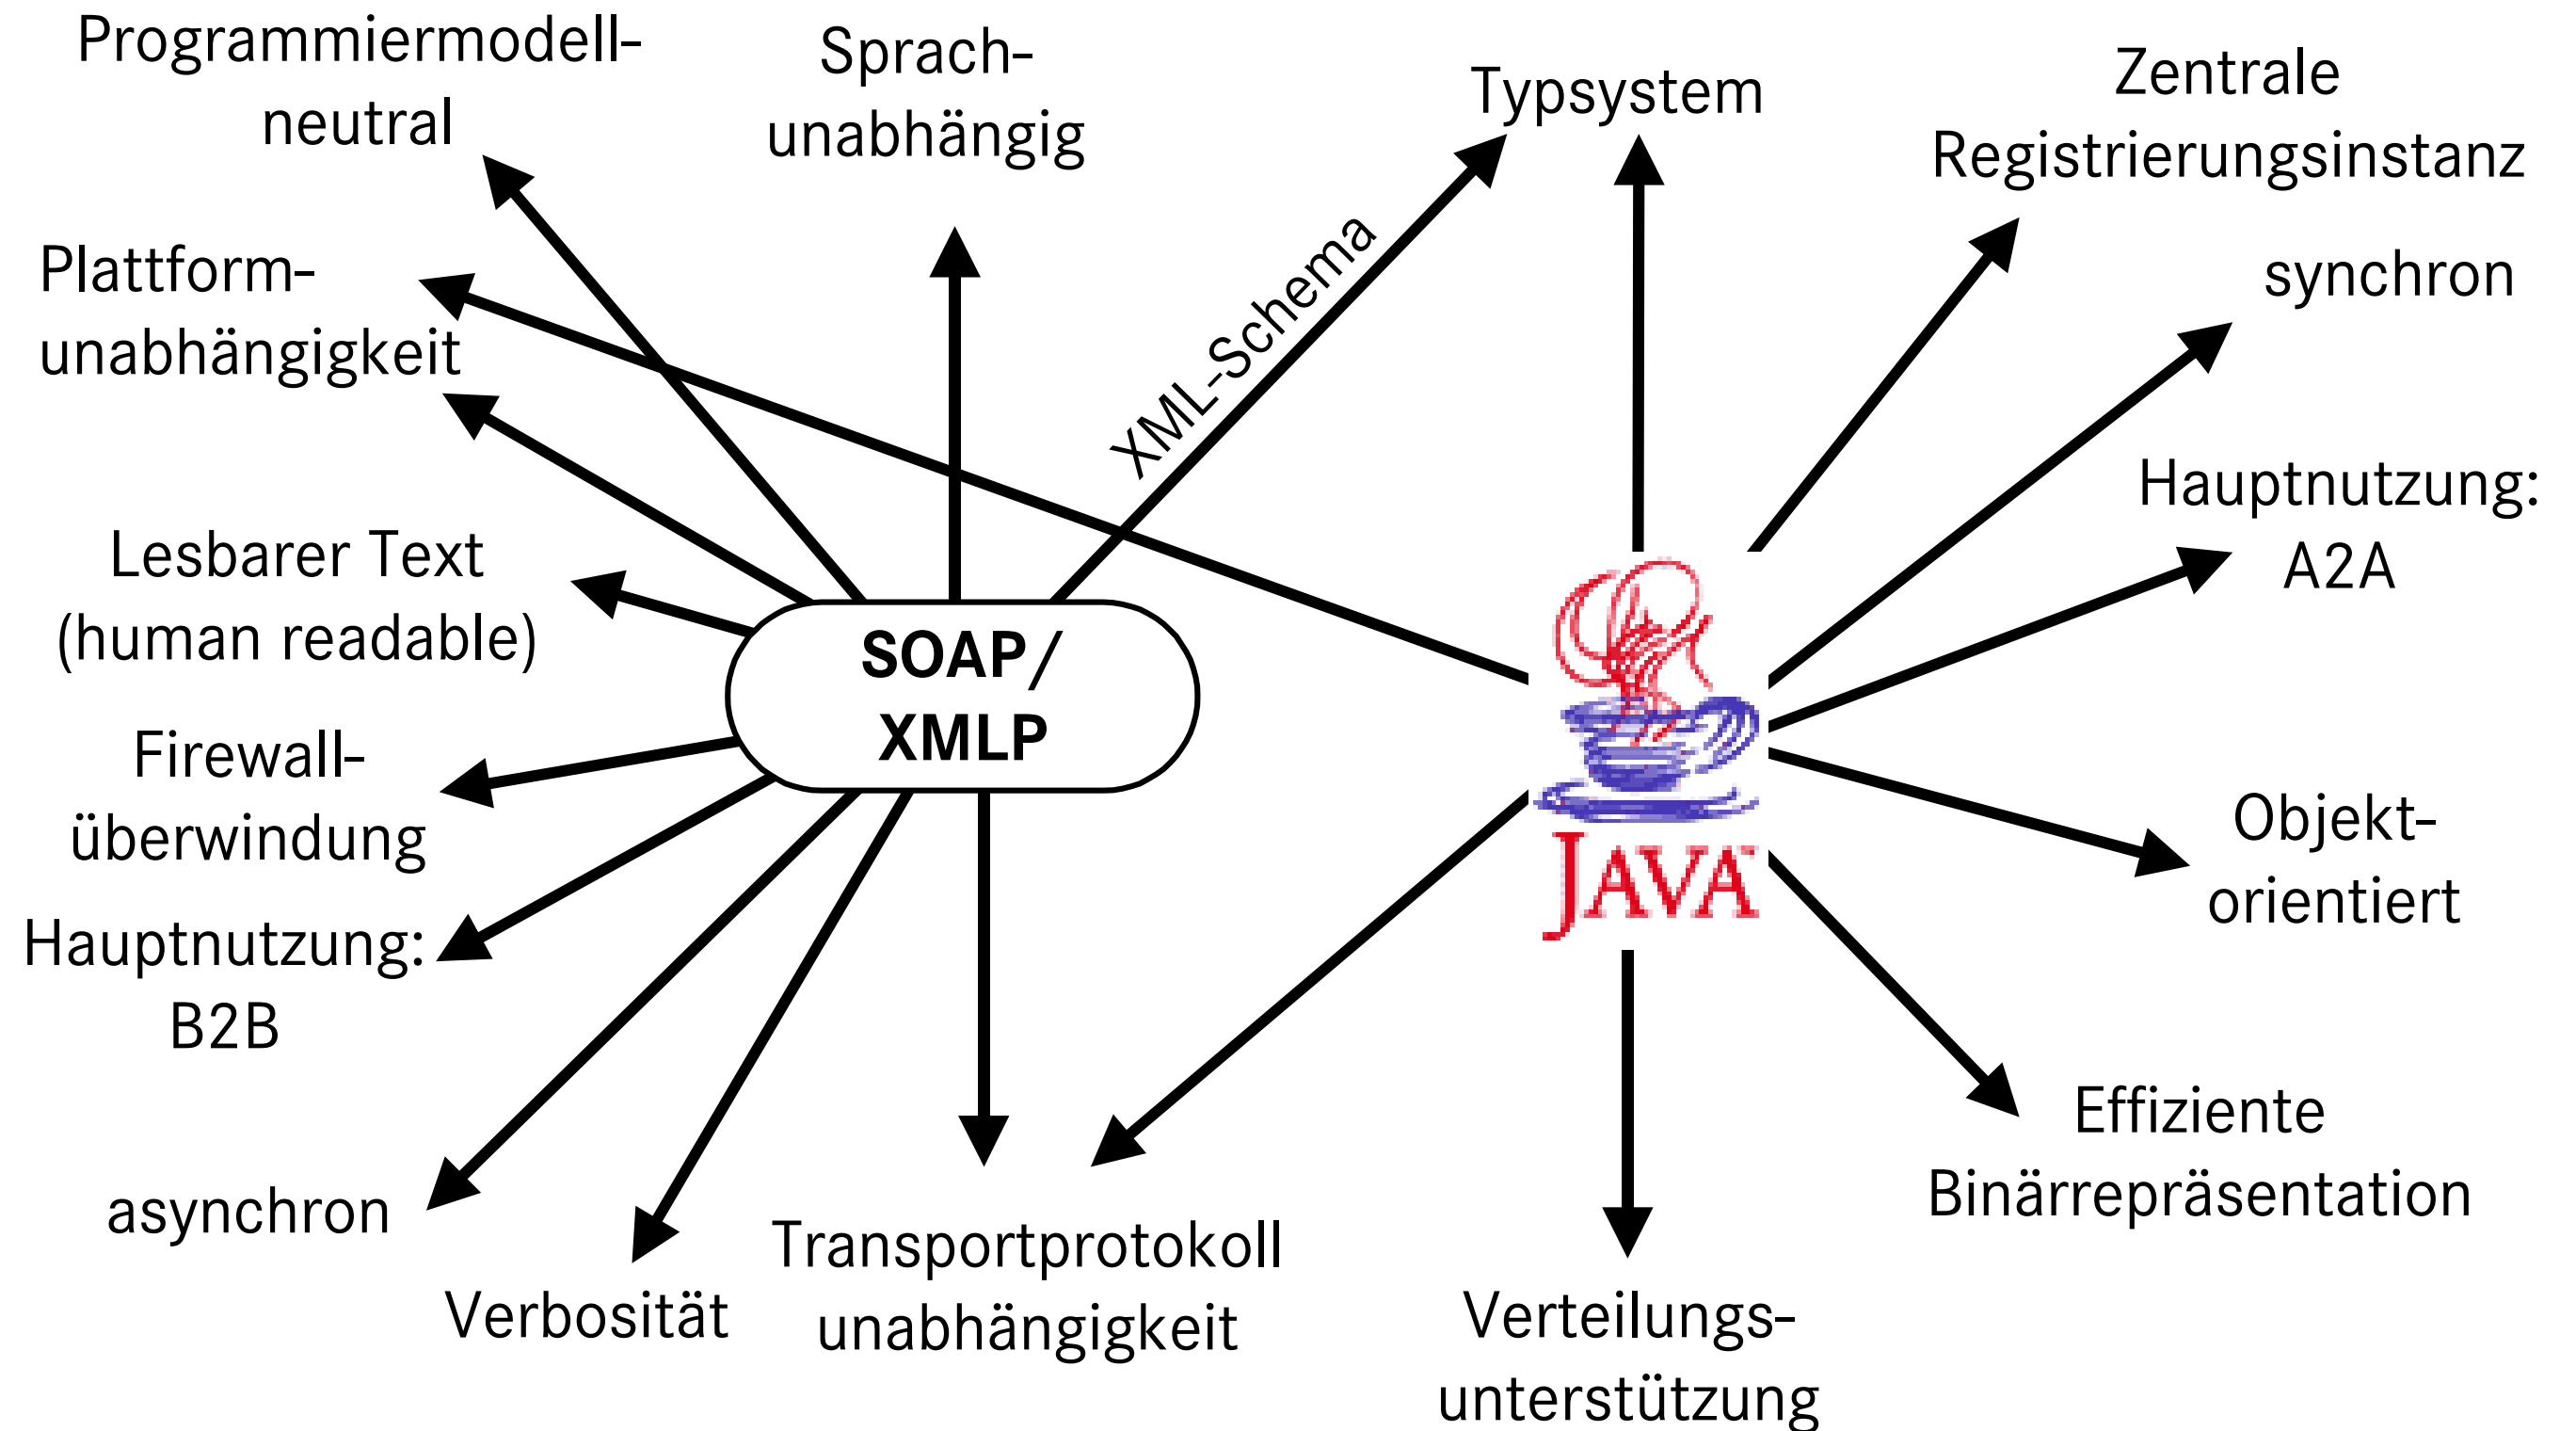 Programmiermodell-
neutral
Sprach-
unabhängig
Typsystem
Zentrale
Registrierungsinstanz
Plattform-
unabhängigkeit
XML-Schema
synchron
Lesbarer Text
(human readable)
Hauptnutzung:
A2A
SOAP/
XMLP
Firewall-
überwindung
JAVA
Objekt-
orientiert
Hauptnutzung:
B2B
Effiziente
Binärrepräsentation
asynchron
Verbosität
Transportprotokoll
unabhängigkeit
Verteilungs-
unterstützung